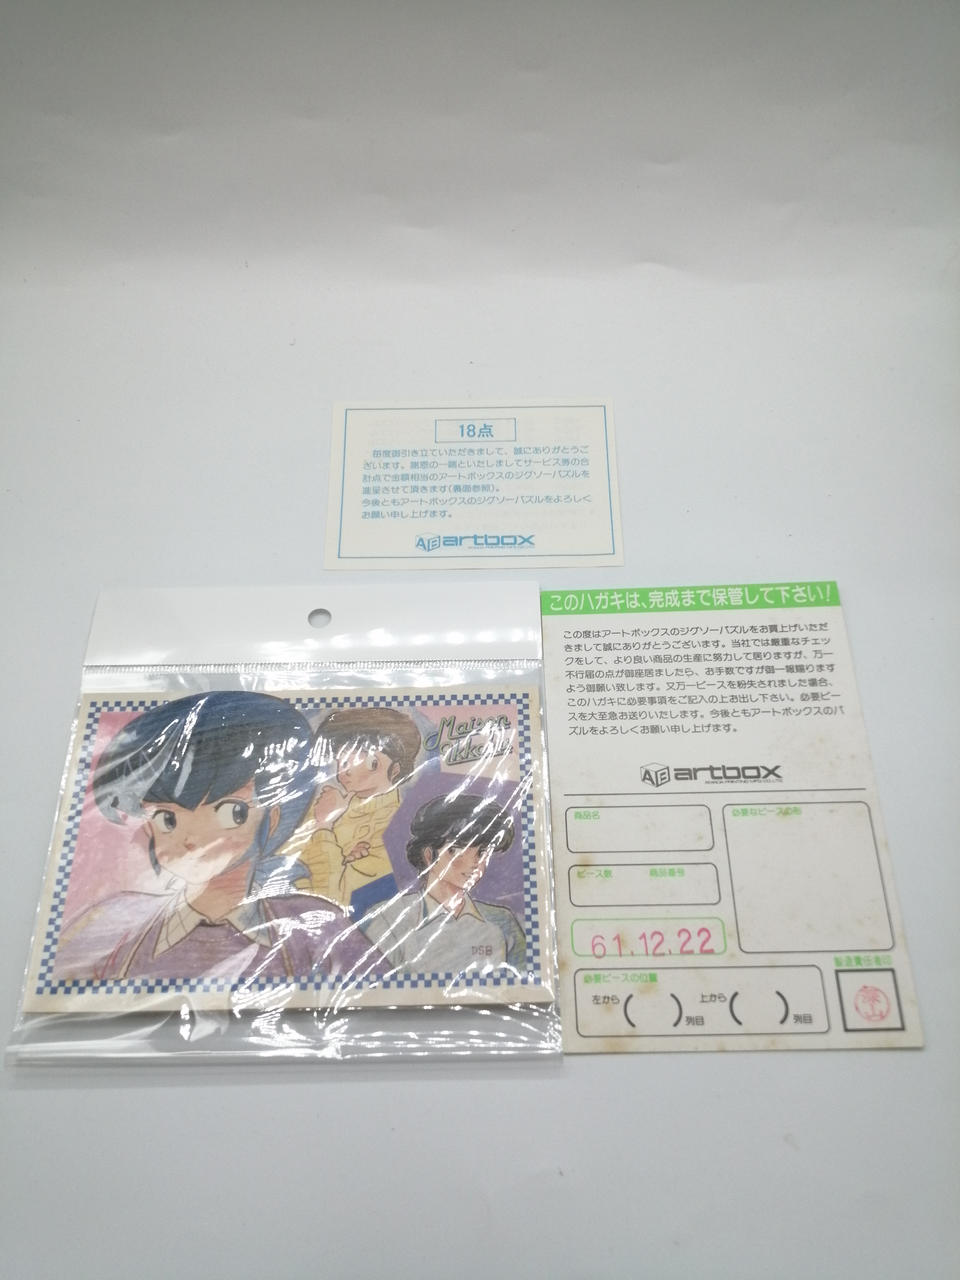 18点
毎度御引き立ていただきまして、誠にありがとうご
ざいます。謝恩の一端といたしましてサービス券の合
計点で金額相当のアートボックスのジグソーパズルを
進呈させて頂きます(裏面参照)。
今後ともアートボックスのジグソーパズルをよろしく
お願い申し上げます。
AB artbox
Maison
Ikkoku
DSB
このハガキは、完成まで保管して下さい!
この度はアートボックスのジグソーパズルをお買上げいただ
きまして誠にありがとうございます。当社では厳重なチェッ
クをして、より良い商品の生産に努力して居りますが、万一
不行届の点が御座居ましたら、お手数ですが御一報賜ります
よう御願い致します。又万一ピースを紛失されました場合、
このハガキに必要事項をご記入の上お出し下さい。必要ピー
スを大至急お送りいたします。今後ともアートボックスのパ
ズルをよろしくお願い申し上げます。
AB artbox
商品名
必要なピースの形
ピース数 商品番号
61.12.22
必要ピースの位置
左から ( ) 列目 上から ( ) 列目
製造責任者印